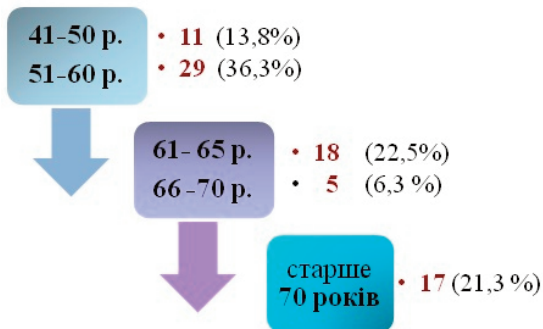 41-50 р. • 11 (13,8%)
51-60 р. • 29 (36,3%)
61- 65 р. • 18 (22,5%)
66 -70 р. • 5 (6,3 %)
старше
70 років • 17 (21,3 %)